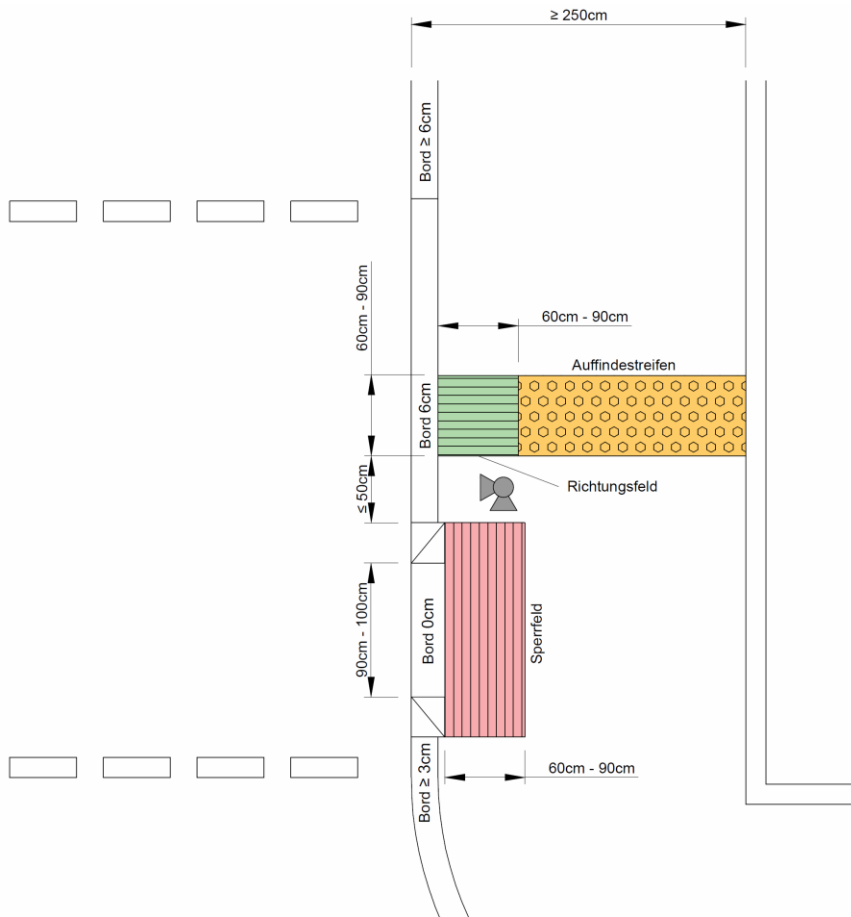 ≥ 250cm
Bord ≥ 6cm
60cm - 90cm
60cm - 90cm
Auffindestreifen
Bord 6cm
Richtungsfeld
≤ 50cm
90cm - 100cm
Bord 0cm
Sperrfeld
60cm - 90cm
Bord ≥ 3cm